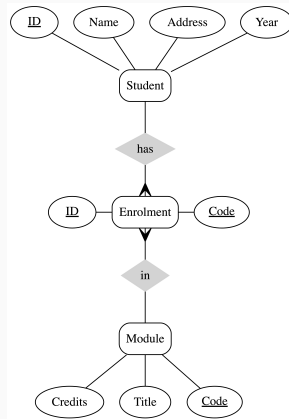 ID Name Address Year
Student
has
ID Enrolment Code
in
Module
Credits Title Code